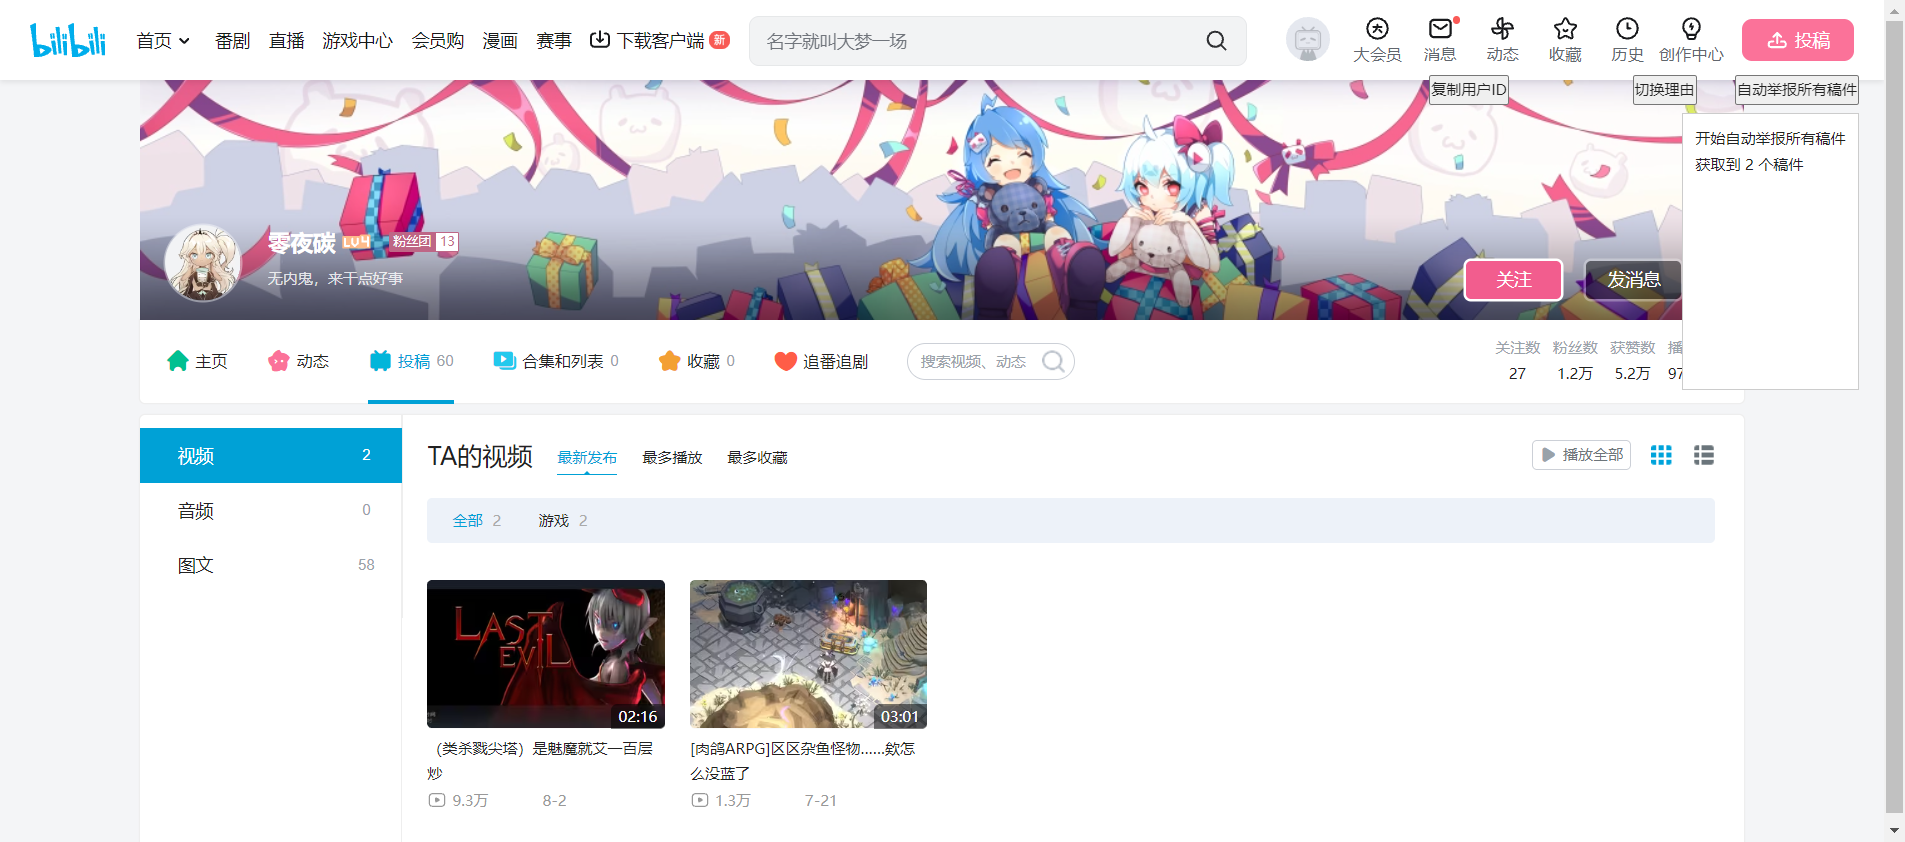 bilibili 首页 番剧 直播 游戏中心 会员购 漫画 赛事 下载客户端 新 名字就叫大梦一场 大会员 消息 动态 收藏 历史 创作中心 投稿
复制用户ID 切换理由 自动举报所有稿件
开始自动举报所有稿件
获取到 2 个稿件
零夜碳 LV4 粉丝团 13
无内鬼，来干点好事
关注 发消息
主页 动态 投稿 60 合集和列表 0 收藏 0 追番追剧 搜索视频、动态
关注数 粉丝数 获赞数 播
27 1.2万 5.2万 97
视频 2
音频 0
图文 58
TA的视频 最新发布 最多播放 最多收藏 播放全部
全部 2 游戏 2
LAST
EVIL
02:16
（类杀戮尖塔）是魅魔就艾一百层
炒
9.3万 8-2
03:01
[肉鸽ARPG]区区杂鱼怪物......欸怎
么没蓝了
1.3万 7-21